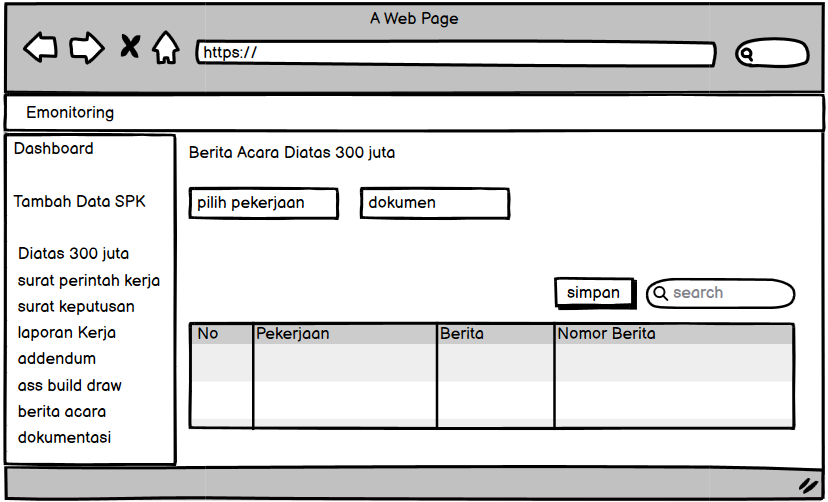 A Web Page
https://
Emonitoring
Dashboard
Tambah Data SPK
Diatas 300 juta
surat perintah kerja
surat keputusan
laporan Kerja
addendum
ass build draw
berita acara
dokumentasi
Berita Acara Diatas 300 juta
pilih pekerjaan
dokumen
simpan
search
No Pekerjaan Berita Nomor Berita